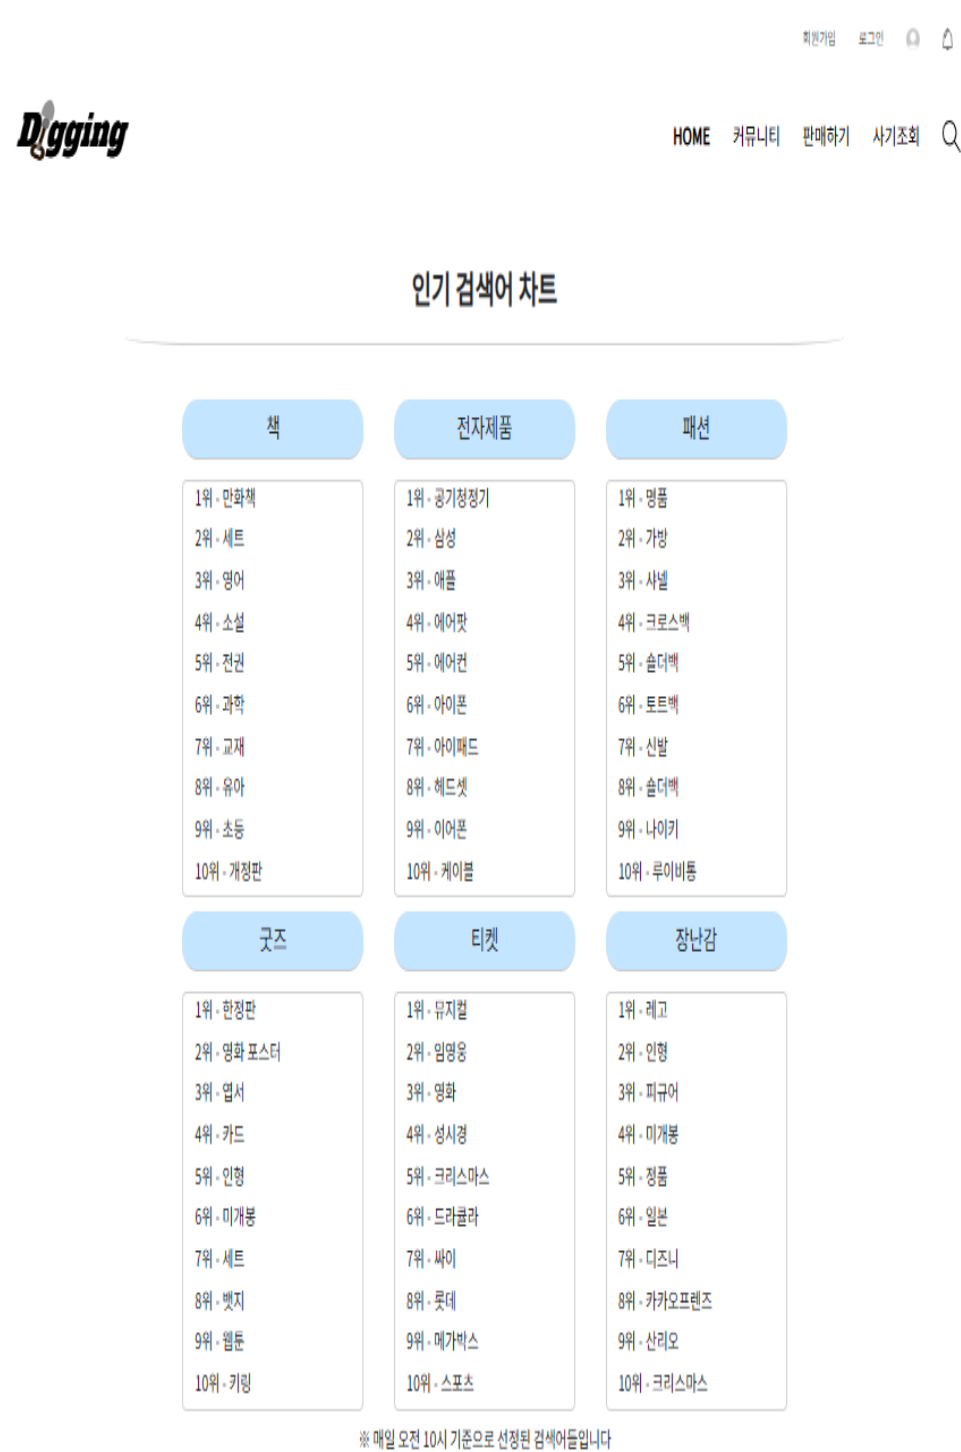 회원가입 로그인
Digging
HOME 커뮤니티 판매하기 사기조회
인기 검색어 차트
책
1위 - 만화책
2위 - 세트
3위 - 영어
4위 - 소설
5위 - 전권
6위 - 과학
7위 - 교재
8위 - 유아
9위 - 초등
10위 - 개정판
전자제품
1위 - 공기청정기
2위 - 삼성
3위 - 애플
4위 - 에어팟
5위 - 에어컨
6위 - 아이폰
7위 - 아이패드
8위 - 헤드셋
9위 - 이어폰
10위 - 케이블
패션
1위 - 명품
2위 - 가방
3위 - 샤넬
4위 - 크로스백
5위 - 숄더백
6위 - 토트백
7위 - 신발
8위 - 숄더백
9위 - 나이키
10위 - 루이비통
굿즈
1위 - 한정판
2위 - 영화 포스터
3위 - 엽서
4위 - 카드
5위 - 인형
6위 - 미개봉
7위 - 세트
8위 - 뱃지
9위 - 웹툰
10위 - 키링
티켓
1위 - 뮤지컬
2위 - 임영웅
3위 - 영화
4위 - 성시경
5위 - 크리스마스
6위 - 드라큘라
7위 - 싸이
8위 - 롯데
9위 - 메가박스
10위 - 스포츠
장난감
1위 - 레고
2위 - 인형
3위 - 피규어
4위 - 미개봉
5위 - 정품
6위 - 일본
7위 - 디즈니
8위 - 카카오프렌즈
9위 - 산리오
10위 - 크리스마스
※ 매일 오전 10시 기준으로 선정된 검색어들입니다